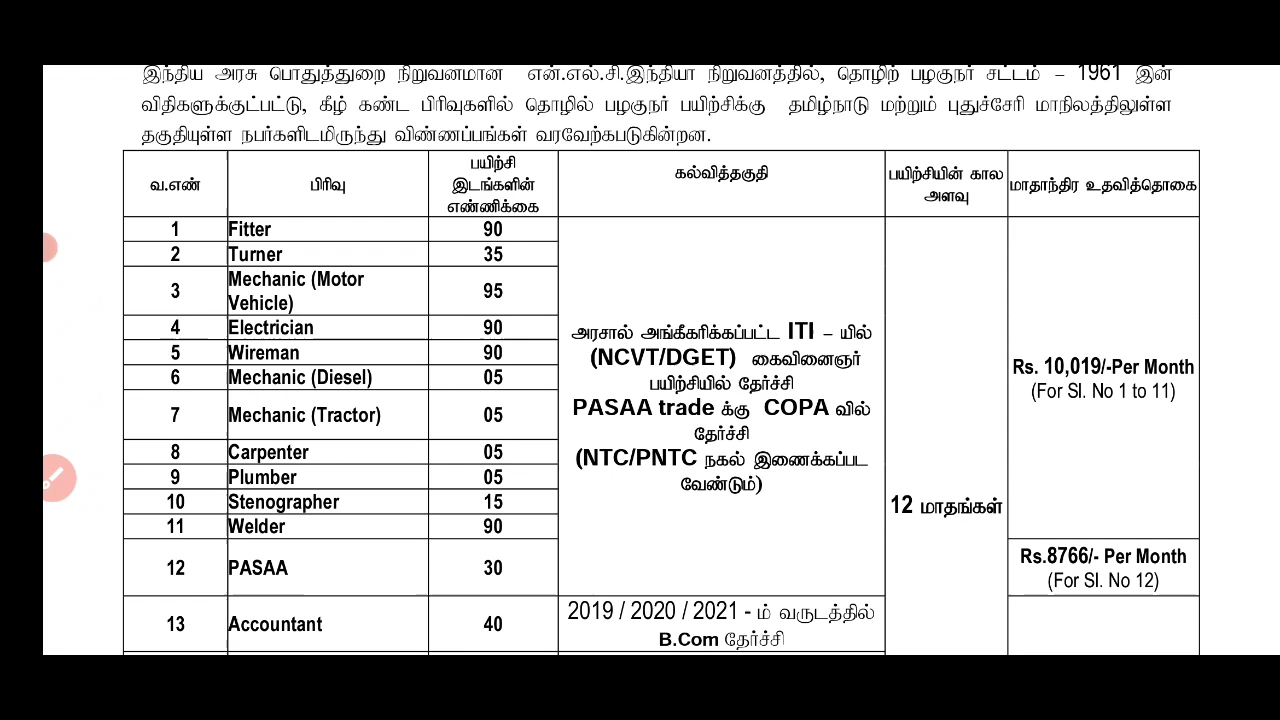 இந்திய அரசு பொதுத்துறை நிறுவனமான என்.எல்.சி.இந்தியா நிறுவனத்தில், தொழிற் பழகுநர் சட்டம் – 1961 இன்
விதிகளுக்குட்பட்டு, கீழ் கண்ட பிரிவுகளில் தொழில் பழகுநர் பயிற்சிக்கு தமிழ்நாடு மற்றும் புதுச்சேரி மாநிலத்திலுள்ள
தகுதியுள்ள நபர்களிடமிருந்து விண்ணப்பங்கள் வரவேற்கபடுகின்றன.
வ.எண்
பிரிவு
பயிற்சி
இடங்களின்
எண்ணிக்கை
கல்வித்தகுதி
பயிற்சியின் கால
அளவு
மாதாந்திர உதவித்தொகை
1 Fitter 90
2 Turner 35
3 Mechanic (Motor
Vehicle) 95
4 Electrician 90
5 Wireman 90
6 Mechanic (Diesel) 05
7 Mechanic (Tractor) 05
8 Carpenter 05
9 Plumber 05
10 Stenographer 15
11 Welder 90
12 PASAA 30
அரசால் அங்கீகரிக்கப்பட்ட ITI – யில்
(NCVT/DGET) கைவினைஞர்
பயிற்சியில் தேர்ச்சி
PASAA trade க்கு COPA வில்
தேர்ச்சி
(NTC/PNTC நகல் இணைக்கப்பட
வேண்டும்)
12 மாதங்கள்
Rs. 10,019/-Per Month
(For Sl. No 1 to 11)
Rs.8766/- Per Month
(For Sl. No 12)
13 Accountant 40
2019 / 2020 / 2021 - ம் வருடத்தில்
B.Com தேர்ச்சி